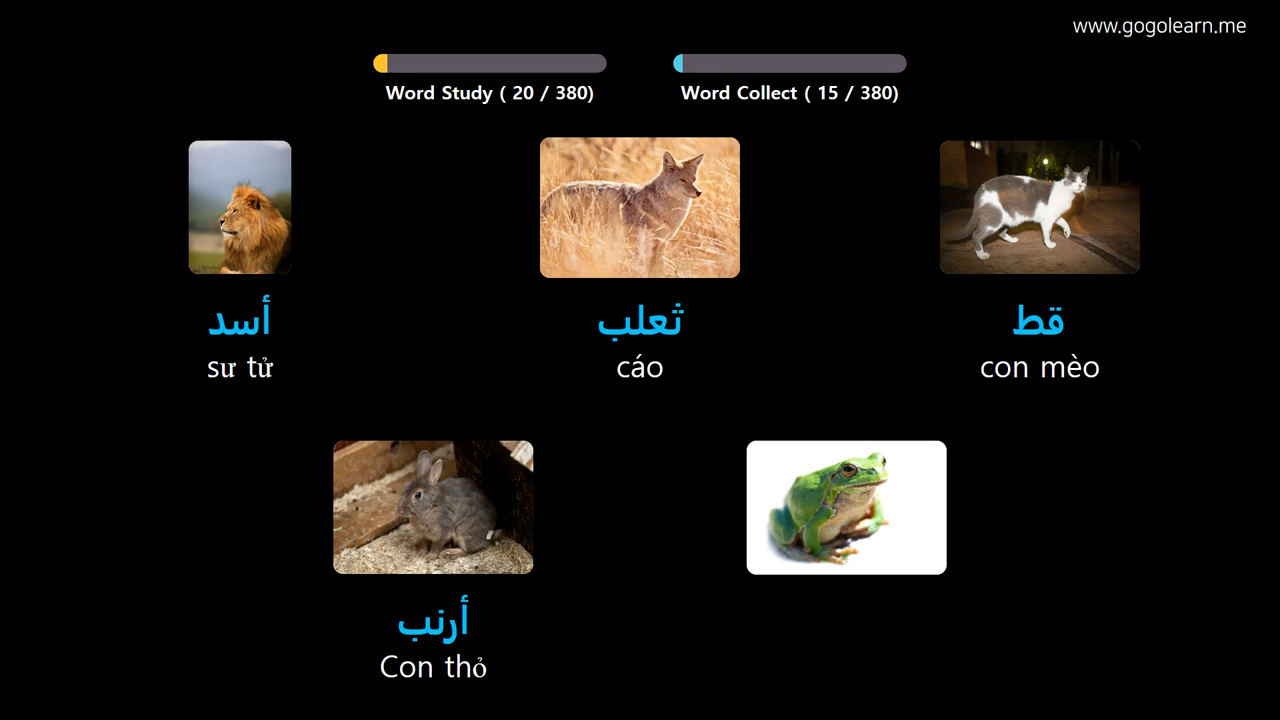 www.gogolearn.me
Word Study ( 20 / 380)
Word Collect ( 15 / 380)
أسد
sư tử
ثعلب
cáo
قط
con mèo
أرنب
Con thỏ